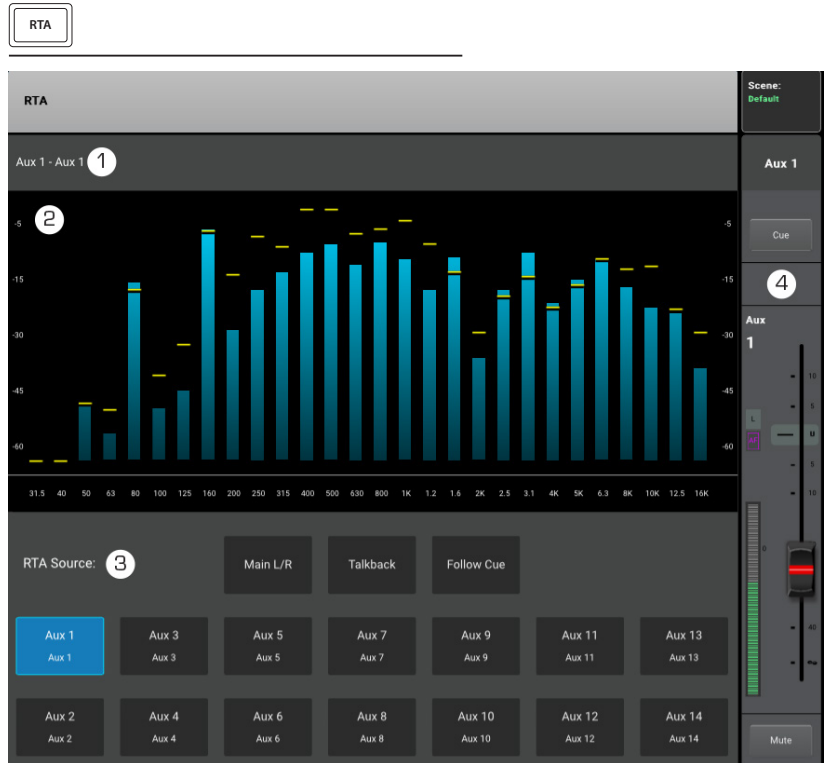 RTA
RTA
Scene:
Default
Aux 1 - Aux 1 1
Aux 1
2
-5 -5
Cue
-15 -15
4
Aux
1
-30 -30
10
-45 -45
5
L
M
U
-60 -60
5
31.5 40 50 63 80 100 125 160 200 250 315 400 500 630 800 1K 1.2 1.6 2K 2.5 3.1 4K 5K 6.3 8K 10K 12.5 16K
10
0
RTA Source: 3 Main L/R Talkback Follow Cue
Aux 1 Aux 3 Aux 5 Aux 7 Aux 9 Aux 11 Aux 13
Aux 1 Aux 3 Aux 5 Aux 7 Aux 9 Aux 11 Aux 13
40
-∞
Aux 2 Aux 4 Aux 6 Aux 8 Aux 10 Aux 12 Aux 14
Aux 2 Aux 4 Aux 6 Aux 8 Aux 10 Aux 12 Aux 14
Mute